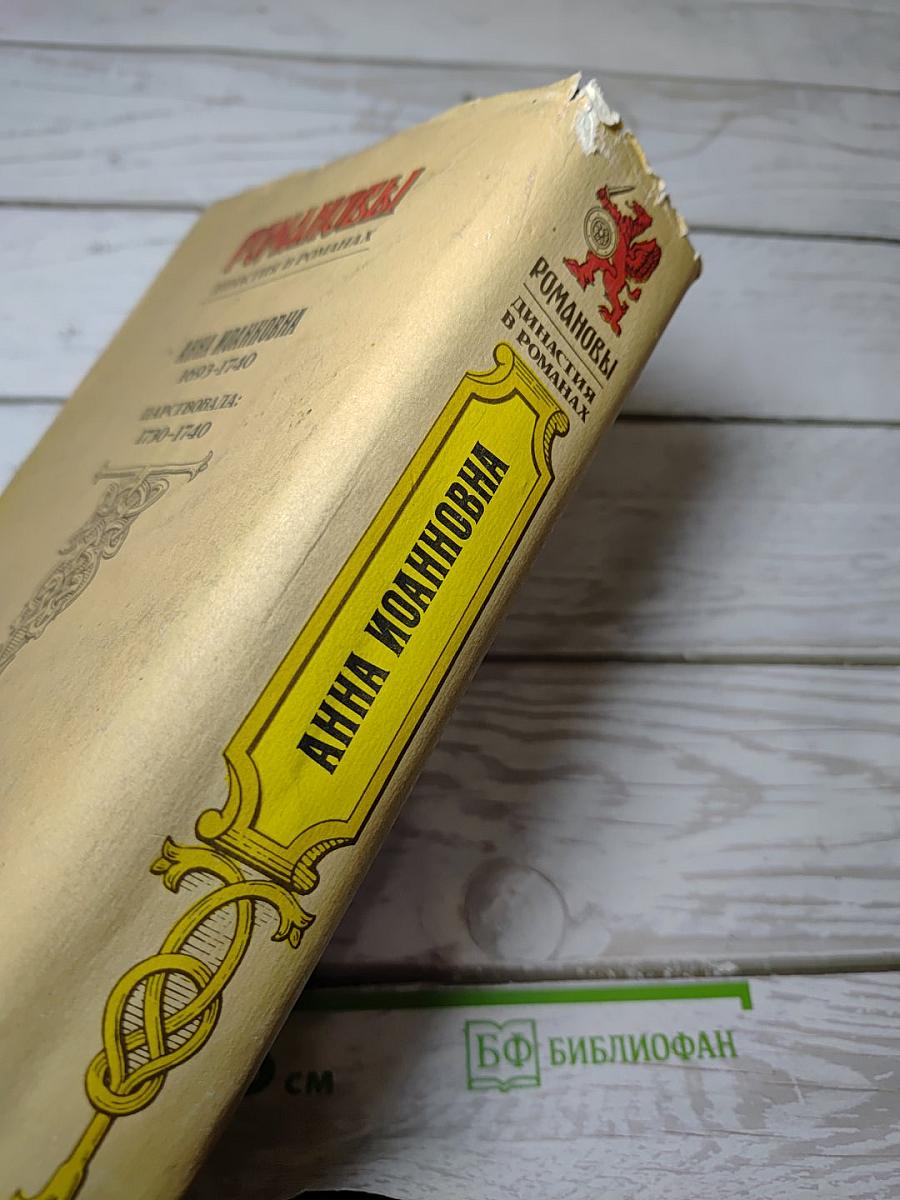 РОМАНОВЫ
ДИНАСТИЯ В РОМАНАХ
АННА ИОАННОВНА
1693-1740
ЦАРСТВОВАЛА:
1730-1740
РОМАНОВЫ
ДИНАСТИЯ
В РОМАНАХ
АННА ИОАННОВНА
СМ
БФ БИБЛИОФАН